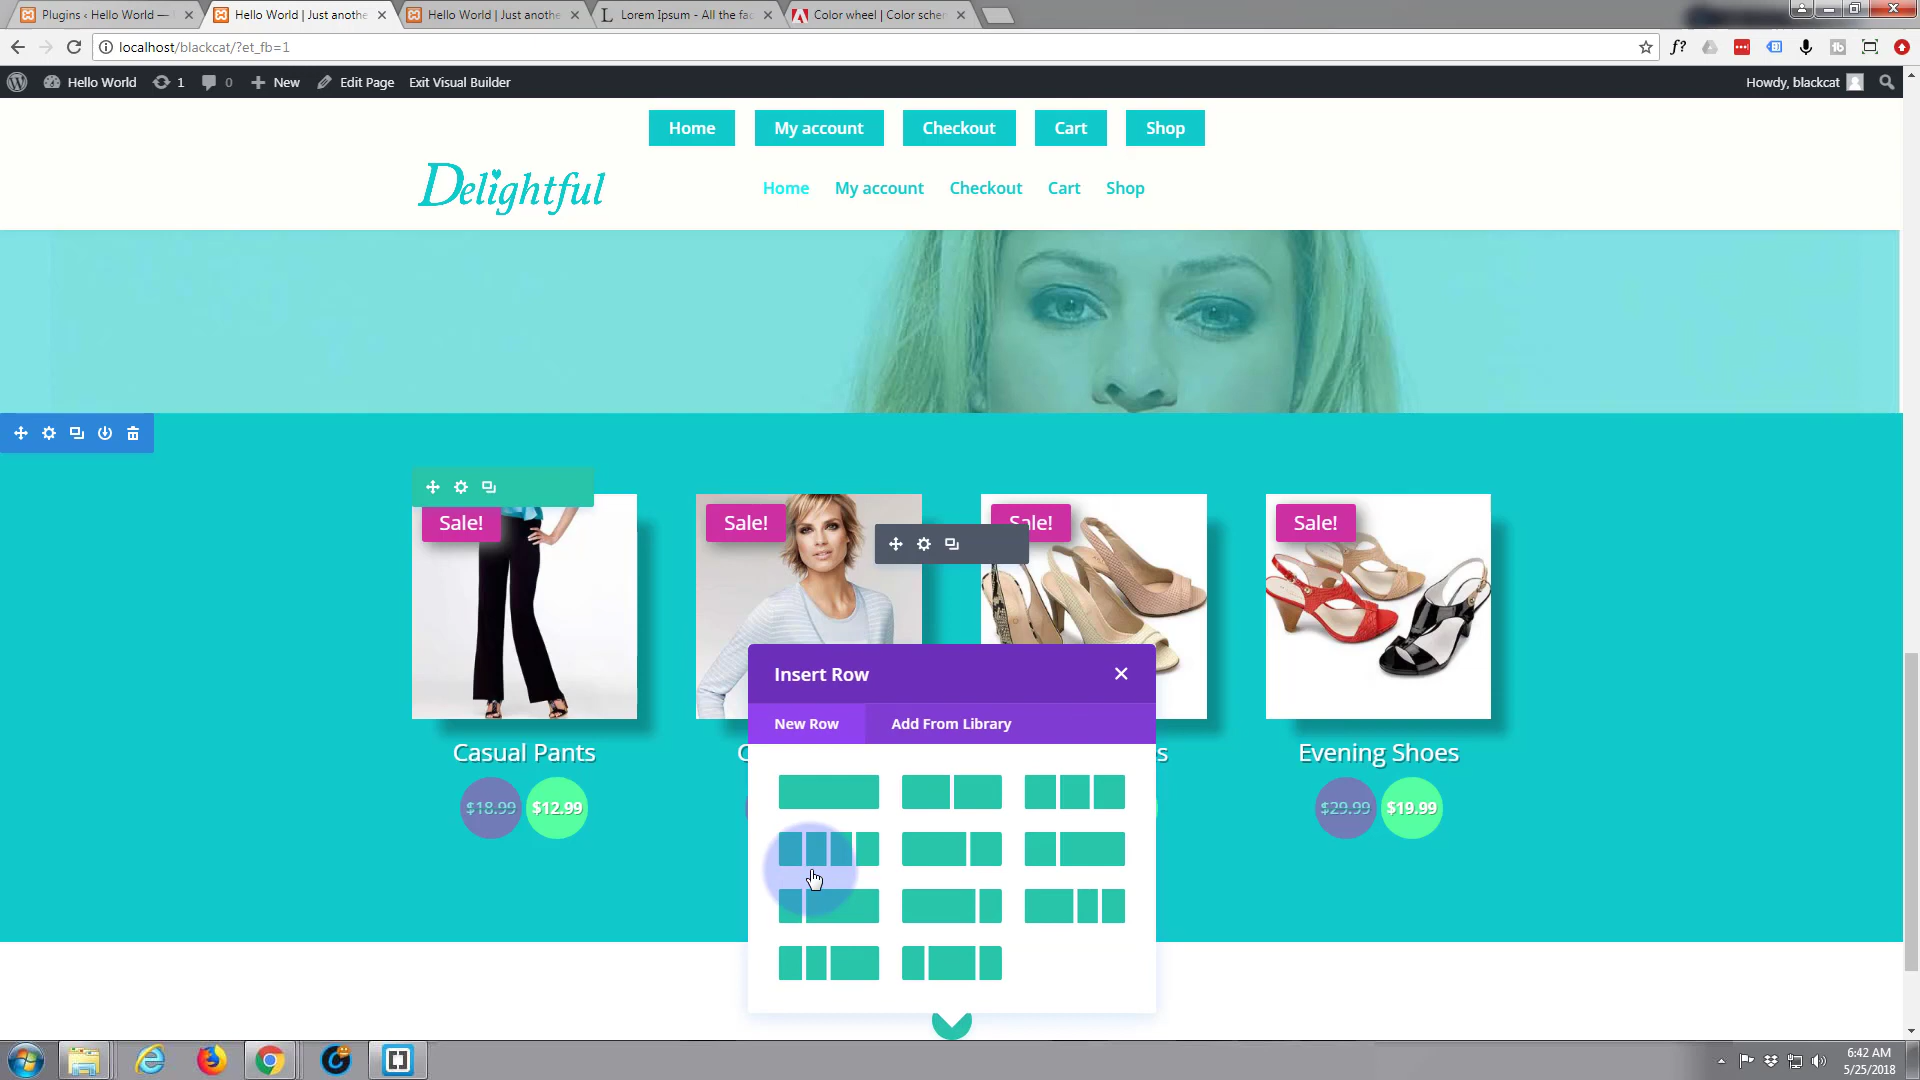 Plugins ‹ Hello World —
Hello World | Just anothe
Hello World | Just anothe
Lorem Ipsum - All the fac
Color wheel | Color schem
localhost/blackcat/?et_fb=1
Hello World
1
0
New
Edit Page
Exit Visual Builder
Howdy, blackcat
Home
My account
Checkout
Cart
Shop
Delightful
Home
My account
Checkout
Cart
Shop
Sale!
Sale!
Sale!
Sale!
Insert Row
New Row
Add From Library
Casual Pants
Evening Shoes
$18.99
$12.99
$29.99
$19.99
6:42 AM
5/25/2018